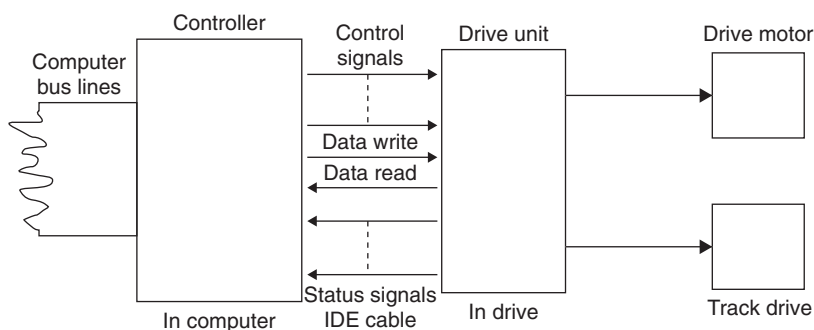 Controller
Computer
bus lines
Control
signals
Drive unit
Drive motor
Data write
Data read
Status signals
IDE cable
In computer
In drive
Track drive